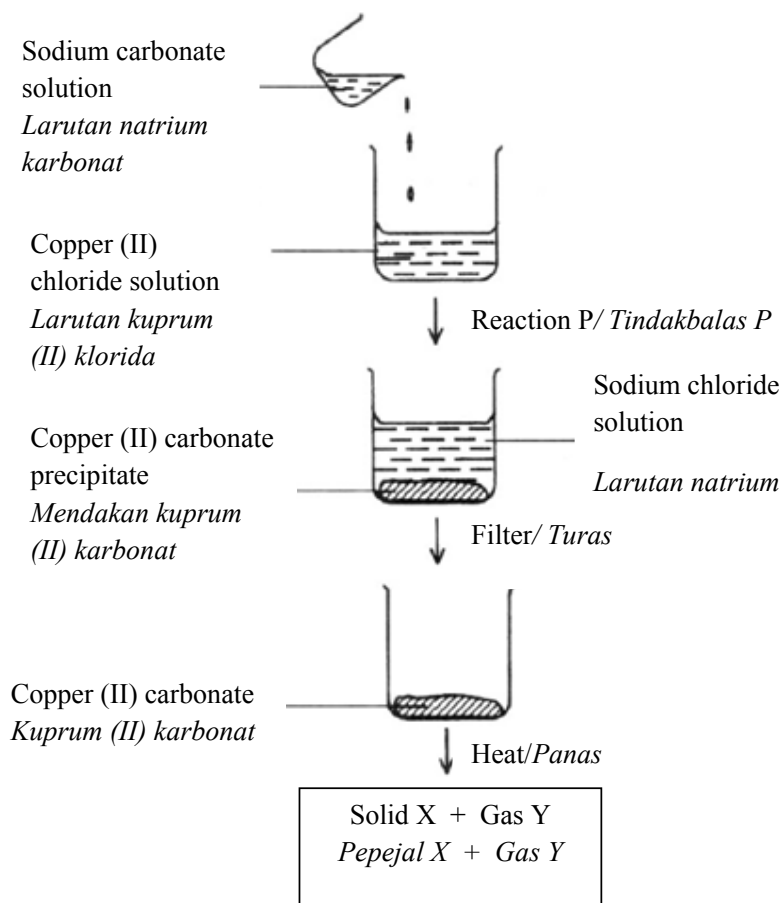 Sodium carbonate
solution
Larutan natrium
karbonat
Copper (II)
chloride solution
Larutan kuprum
(II) klorida
Reaction P/ Tindakbalas P
Sodium chloride
solution
Larutan natrium
Copper (II) carbonate
precipitate
Mendakan kuprum
(II) karbonat
Filter/ Turas
Copper (II) carbonate
Kuprum (II) karbonat
Heat/Panas
Solid X + Gas Y
Pepejal X + Gas Y